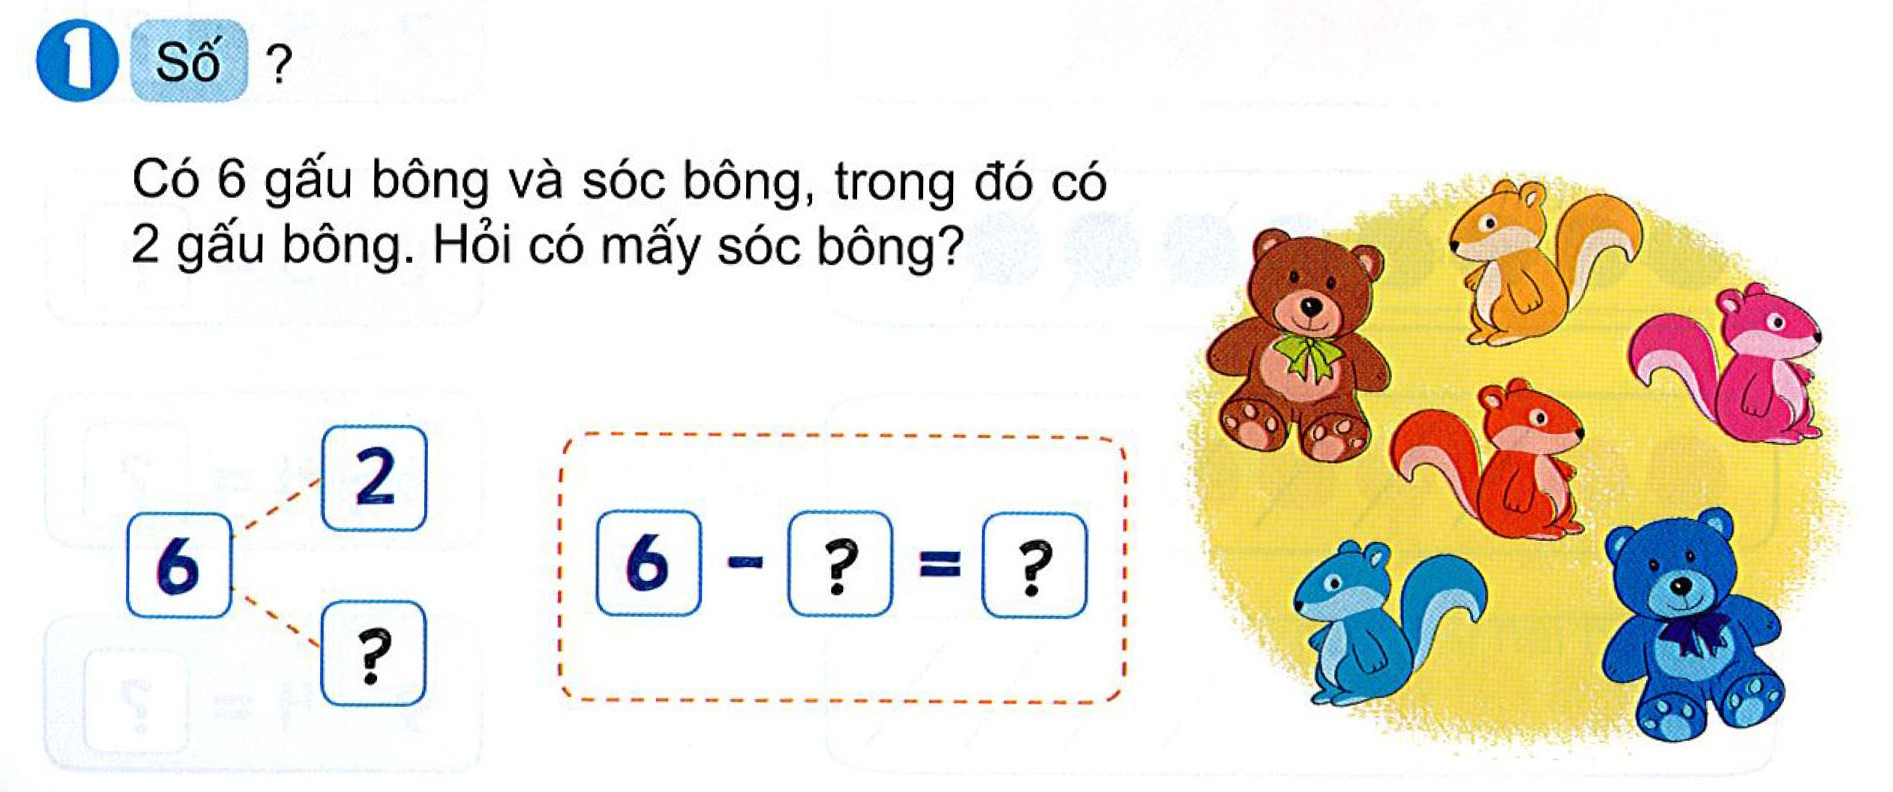 1 Số ?
Có 6 gấu bông và sóc bông, trong đó có
2 gấu bông. Hỏi có mấy sóc bông?
2
6
?
6 - ? = ?